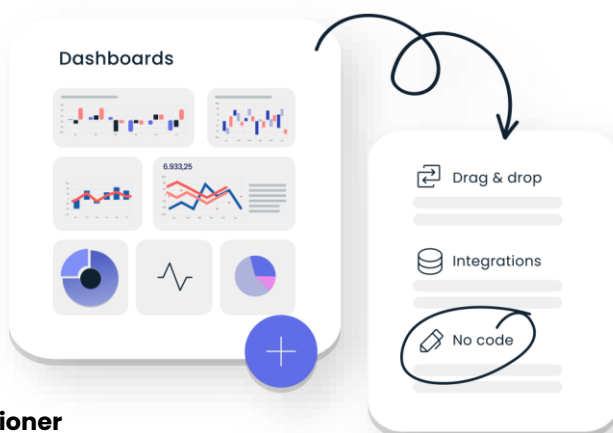 Dashboards
6.933,25
Drag & drop
Integrations
No code
ioner